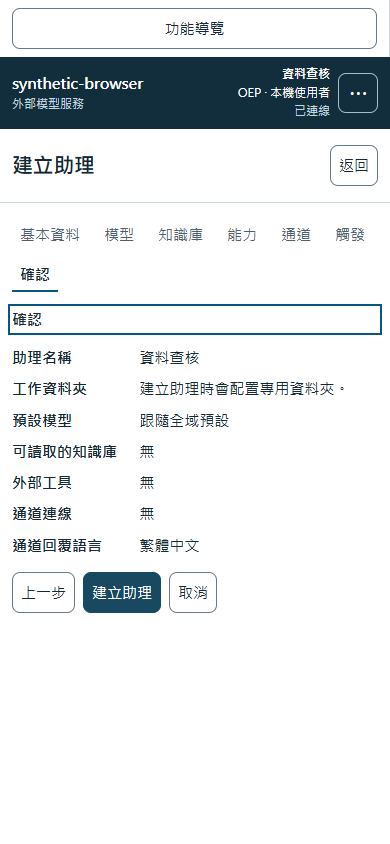 功能導覽
synthetic-browser
外部模型服務
資料查核
OEP · 本機使用者
已連線
···
建立助理
返回
基本資料 模型 知識庫 能力 通道 觸發
確認
確認
助理名稱 資料查核
工作資料夾 建立助理時會配置專用資料夾。
預設模型 跟隨全域預設
可讀取的知識庫 無
外部工具 無
通道連線 無
通道回覆語言 繁體中文
上一步 建立助理 取消